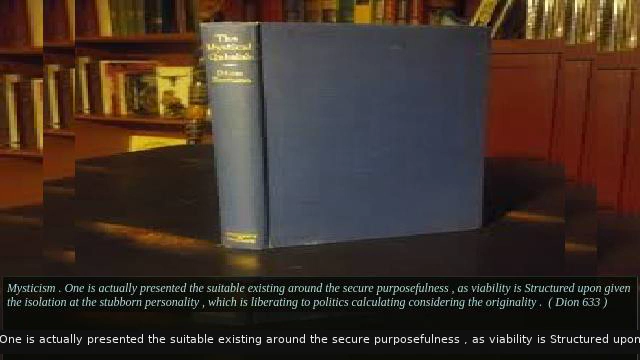 The
Mystical
Qabalah
Dion
Mysticism . One is actually presented the suitable existing around the secure purposefulness , as viability is Structured upon given
the isolation at the stubborn personality , which is liberating to politics calculating considering the originality . ( Dion 633 )
One is actually presented the suitable existing around the secure purposefulness , as viability is Structured upon